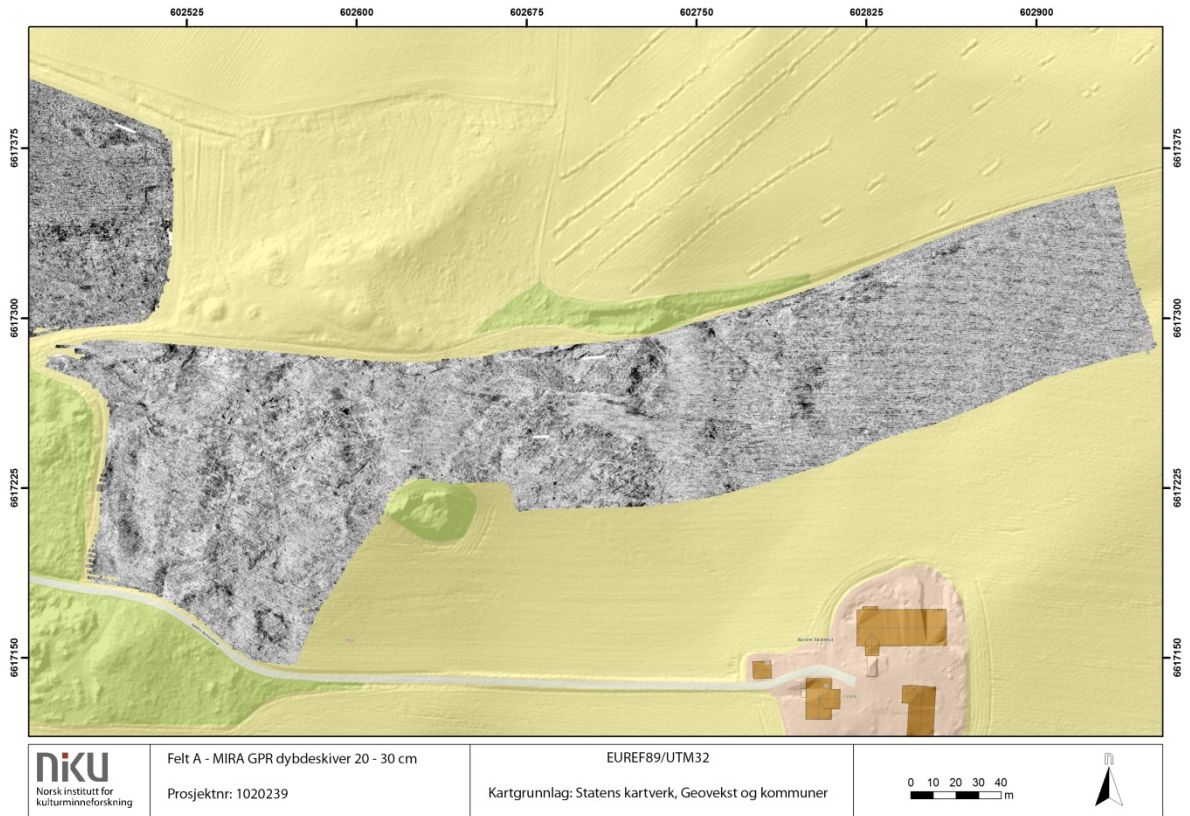 602525 602600 602675 602750 602825 602900
6617375 6617375
6617300 6617300
6617225 6617225
6617150 6617150
niku
Norsk institutt for
kulturminneforskning
Felt A - MIRA GPR dybdeskiver 20 - 30 cm
Prosjektnr: 1020239
EUREF89/UTM32
Kartgrunnlag: Statens kartverk, Geovekst og kommuner
0 10 20 30 40
m
n